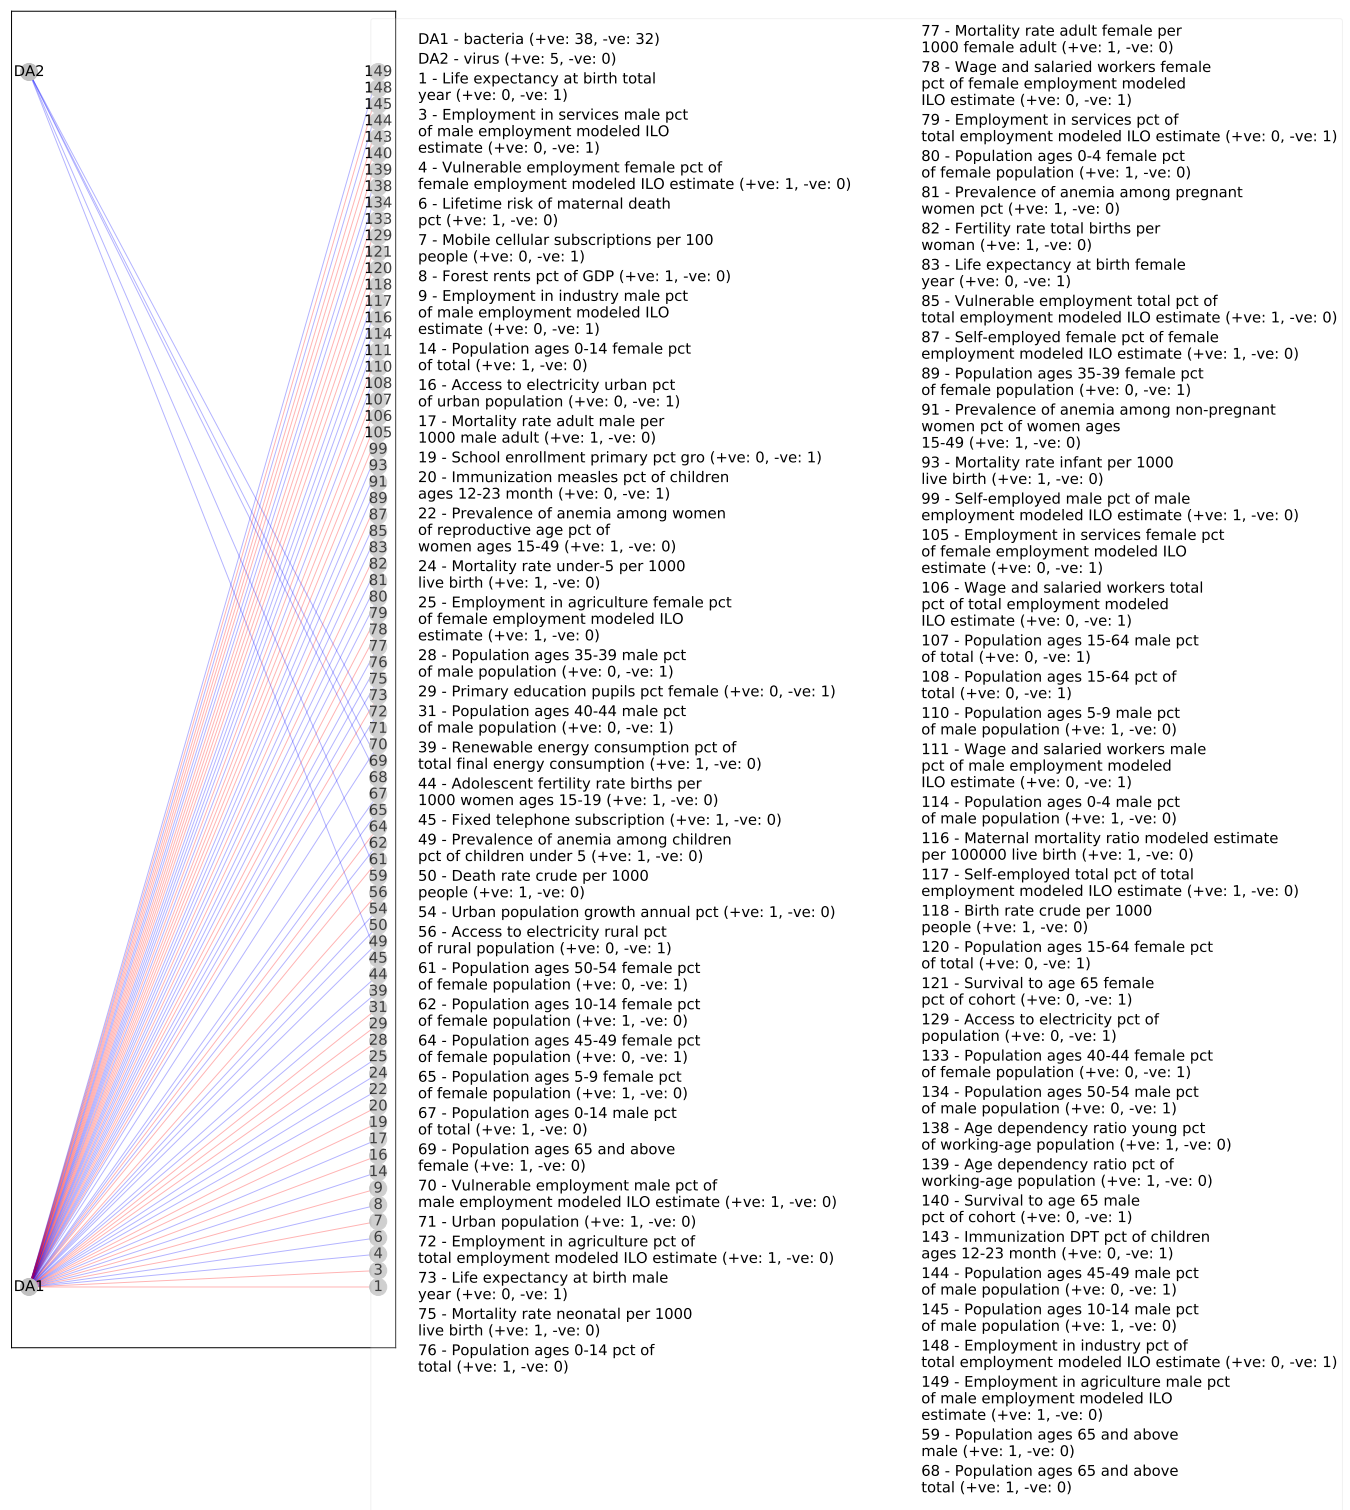 DA2
DA1
149
148
145
144
143
140
139
138
134
133
129
121
120
118
117
116
114
111
110
108
107
106
105
99
93
91
89
87
85
83
82
81
80
79
78
77
76
75
73
72
71
70
69
68
67
65
64
62
61
59
56
54
50
49
45
44
39
31
29
28
25
24
22
20
19
17
16
14
9
8
7
6
4
3
1
DA1 - bacteria (+ve: 38, -ve: 32)
DA2 - virus (+ve: 5, -ve: 0)
1 - Life expectancy at birth total
year (+ve: 0, -ve: 1)
3 - Employment in services male pct
of male employment modeled ILO
estimate (+ve: 0, -ve: 1)
4 - Vulnerable employment female pct of
female employment modeled ILO estimate (+ve: 1, -ve: 0)
6 - Lifetime risk of maternal death
pct (+ve: 1, -ve: 0)
7 - Mobile cellular subscriptions per 100
people (+ve: 0, -ve: 1)
8 - Forest rents pct of GDP (+ve: 1, -ve: 0)
9 - Employment in industry male pct
of male employment modeled ILO
estimate (+ve: 0, -ve: 1)
14 - Population ages 0-14 female pct
of total (+ve: 1, -ve: 0)
16 - Access to electricity urban pct
of urban population (+ve: 0, -ve: 1)
17 - Mortality rate adult male per
1000 male adult (+ve: 1, -ve: 0)
19 - School enrollment primary pct gro (+ve: 0, -ve: 1)
20 - Immunization measles pct of children
ages 12-23 month (+ve: 0, -ve: 1)
22 - Prevalence of anemia among women
of reproductive age pct of
women ages 15-49 (+ve: 1, -ve: 0)
24 - Mortality rate under-5 per 1000
live birth (+ve: 1, -ve: 0)
25 - Employment in agriculture female pct
of female employment modeled ILO
estimate (+ve: 1, -ve: 0)
28 - Population ages 35-39 male pct
of male population (+ve: 0, -ve: 1)
29 - Primary education pupils pct female (+ve: 0, -ve: 1)
31 - Population ages 40-44 male pct
of male population (+ve: 0, -ve: 1)
39 - Renewable energy consumption pct of
total final energy consumption (+ve: 1, -ve: 0)
44 - Adolescent fertility rate births per
1000 women ages 15-19 (+ve: 1, -ve: 0)
45 - Fixed telephone subscription (+ve: 1, -ve: 0)
49 - Prevalence of anemia among children
pct of children under 5 (+ve: 1, -ve: 0)
50 - Death rate crude per 1000
people (+ve: 1, -ve: 0)
54 - Urban population growth annual pct (+ve: 1, -ve: 0)
56 - Access to electricity rural pct
of rural population (+ve: 0, -ve: 1)
61 - Population ages 50-54 female pct
of female population (+ve: 0, -ve: 1)
62 - Population ages 10-14 female pct
of female population (+ve: 1, -ve: 0)
64 - Population ages 45-49 female pct
of female population (+ve: 0, -ve: 1)
65 - Population ages 5-9 female pct
of female population (+ve: 1, -ve: 0)
67 - Population ages 0-14 male pct
of total (+ve: 1, -ve: 0)
69 - Population ages 65 and above
female (+ve: 1, -ve: 0)
70 - Vulnerable employment male pct of
male employment modeled ILO estimate (+ve: 1, -ve: 0)
71 - Urban population (+ve: 1, -ve: 0)
72 - Employment in agriculture pct of
total employment modeled ILO estimate (+ve: 1, -ve: 0)
73 - Life expectancy at birth male
year (+ve: 0, -ve: 1)
75 - Mortality rate neonatal per 1000
live birth (+ve: 1, -ve: 0)
76 - Population ages 0-14 pct of
total (+ve: 1, -ve: 0)
77 - Mortality rate adult female per
1000 female adult (+ve: 1, -ve: 0)
78 - Wage and salaried workers female
pct of female employment modeled
ILO estimate (+ve: 0, -ve: 1)
79 - Employment in services pct of
total employment modeled ILO estimate (+ve: 0, -ve: 1)
80 - Population ages 0-4 female pct
of female population (+ve: 1, -ve: 0)
81 - Prevalence of anemia among pregnant
women pct (+ve: 1, -ve: 0)
82 - Fertility rate total births per
woman (+ve: 1, -ve: 0)
83 - Life expectancy at birth female
year (+ve: 0, -ve: 1)
85 - Vulnerable employment total pct of
total employment modeled ILO estimate (+ve: 1, -ve: 0)
87 - Self-employed female pct of female
employment modeled ILO estimate (+ve: 1, -ve: 0)
89 - Population ages 35-39 female pct
of female population (+ve: 0, -ve: 1)
91 - Prevalence of anemia among non-pregnant
women pct of women ages
15-49 (+ve: 1, -ve: 0)
93 - Mortality rate infant per 1000
live birth (+ve: 1, -ve: 0)
99 - Self-employed male pct of male
employment modeled ILO estimate (+ve: 1, -ve: 0)
105 - Employment in services female pct
of female employment modeled ILO
estimate (+ve: 0, -ve: 1)
106 - Wage and salaried workers total
pct of total employment modeled
ILO estimate (+ve: 0, -ve: 1)
107 - Population ages 15-64 male pct
of total (+ve: 0, -ve: 1)
108 - Population ages 15-64 pct of
total (+ve: 0, -ve: 1)
110 - Population ages 5-9 male pct
of male population (+ve: 1, -ve: 0)
111 - Wage and salaried workers male
pct of male employment modeled
ILO estimate (+ve: 0, -ve: 1)
114 - Population ages 0-4 male pct
of male population (+ve: 1, -ve: 0)
116 - Maternal mortality ratio modeled estimate
per 100000 live birth (+ve: 1, -ve: 0)
117 - Self-employed total pct of total
employment modeled ILO estimate (+ve: 1, -ve: 0)
118 - Birth rate crude per 1000
people (+ve: 1, -ve: 0)
120 - Population ages 15-64 female pct
of total (+ve: 0, -ve: 1)
121 - Survival to age 65 female
pct of cohort (+ve: 0, -ve: 1)
129 - Access to electricity pct of
population (+ve: 0, -ve: 1)
133 - Population ages 40-44 female pct
of female population (+ve: 0, -ve: 1)
134 - Population ages 50-54 male pct
of male population (+ve: 0, -ve: 1)
138 - Age dependency ratio young pct
of working-age population (+ve: 1, -ve: 0)
139 - Age dependency ratio pct of
working-age population (+ve: 1, -ve: 0)
140 - Survival to age 65 male
pct of cohort (+ve: 0, -ve: 1)
143 - Immunization DPT pct of children
ages 12-23 month (+ve: 0, -ve: 1)
144 - Population ages 45-49 male pct
of male population (+ve: 0, -ve: 1)
145 - Population ages 10-14 male pct
of male population (+ve: 1, -ve: 0)
148 - Employment in industry pct of
total employment modeled ILO estimate (+ve: 0, -ve: 1)
149 - Employment in agriculture male pct
of male employment modeled ILO
estimate (+ve: 1, -ve: 0)
59 - Population ages 65 and above
male (+ve: 1, -ve: 0)
68 - Population ages 65 and above
total (+ve: 1, -ve: 0)